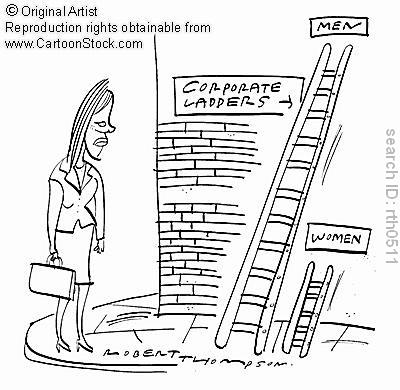 © Original Artist
Reproduction rights obtainable from
www.CartoonStock.com
MEN
CORPORATE
LADDERS →
WOMEN
search ID: rth0511
ROBERT THOMPSON.